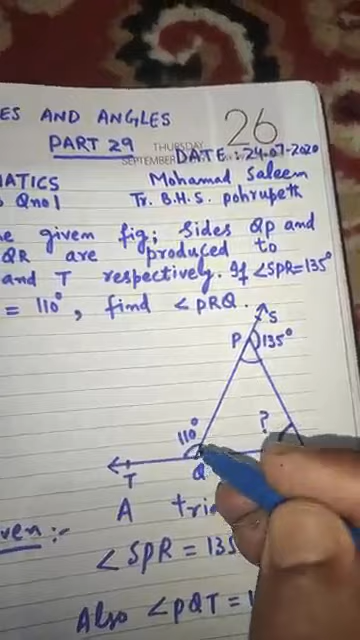 ES AND ANGLES
PART 29
THURSDAY 26
SEPTEMBER DATE : 24-07-2020
MATICS Mohamad Saleem
Qno1 Tr. B.H.S. pohrupeth
e given fig; Sides QP and
QR are produced to
and T respectively. If <SPR=135°
= 110°, find <PRQ.
S
P 135°
110° ?
T Q
A
ven :-
<SPR = 135
Also <PQT = 1